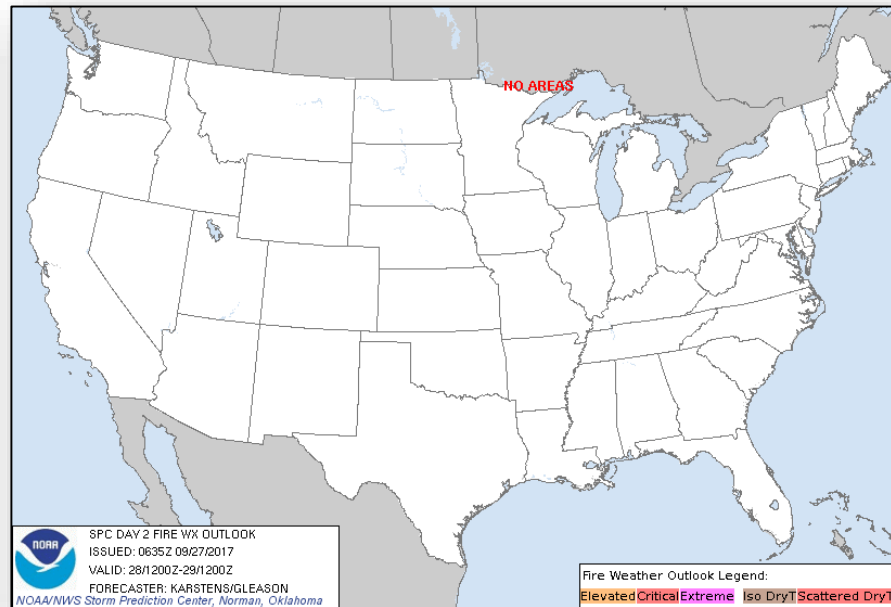 NO AREAS
SPC DAY 2 FIRE WX OUTLOOK
ISSUED: 0635Z 09/27/2017
VALID: 28/1200Z-29/1200Z
FORECASTER: KARSTENS/GLEASON
NOAA/NWS Storm Prediction Center, Norman, Oklahoma
NOAA
Fire Weather Outlook Legend:
Elevated Critical Extreme Iso DryT Scattered DryT